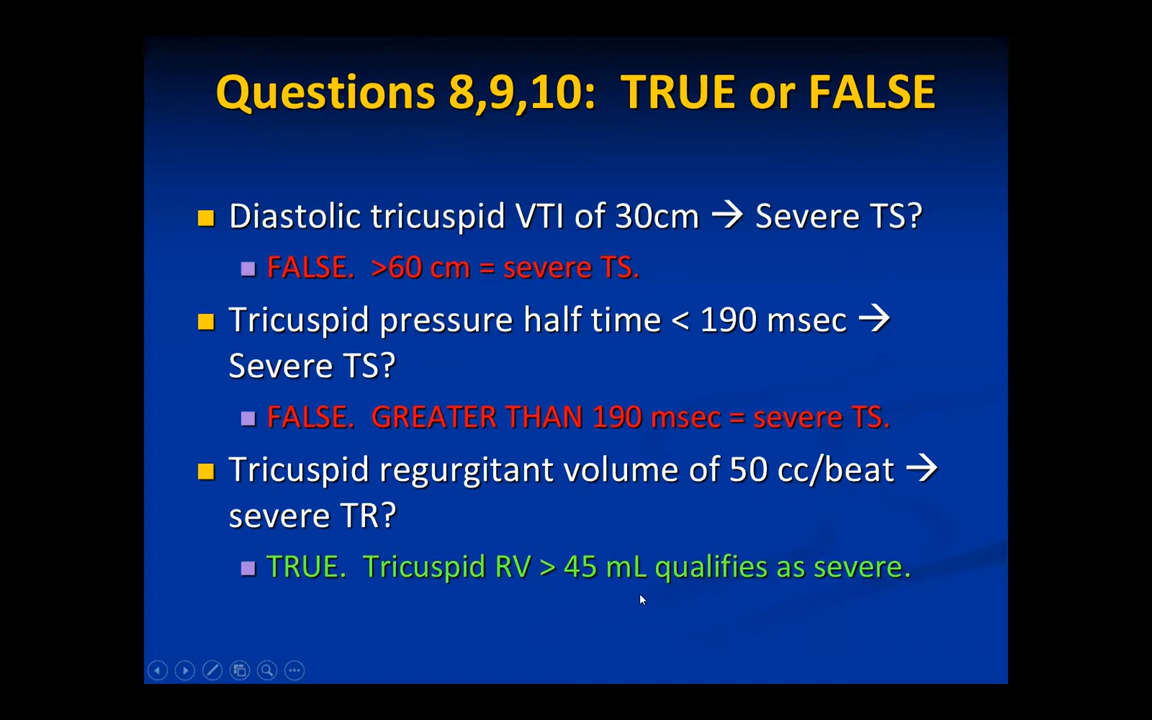 Questions 8,9,10: TRUE or FALSE
Diastolic tricuspid VTI of 30cm → Severe TS?
FALSE. >60 cm = severe TS.
Tricuspid pressure half time < 190 msec →
Severe TS?
FALSE. GREATER THAN 190 msec = severe TS.
Tricuspid regurgitant volume of 50 cc/beat →
severe TR?
TRUE. Tricuspid RV > 45 mL qualifies as severe.